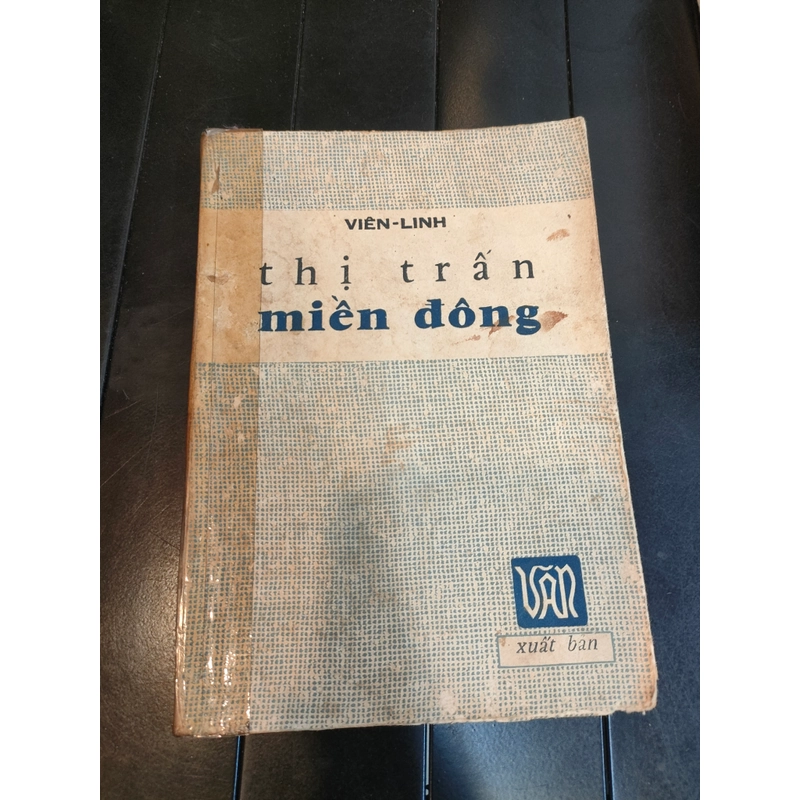 VIÊN-LINH
thị trấn
miền đông
VĂN
xuất bản